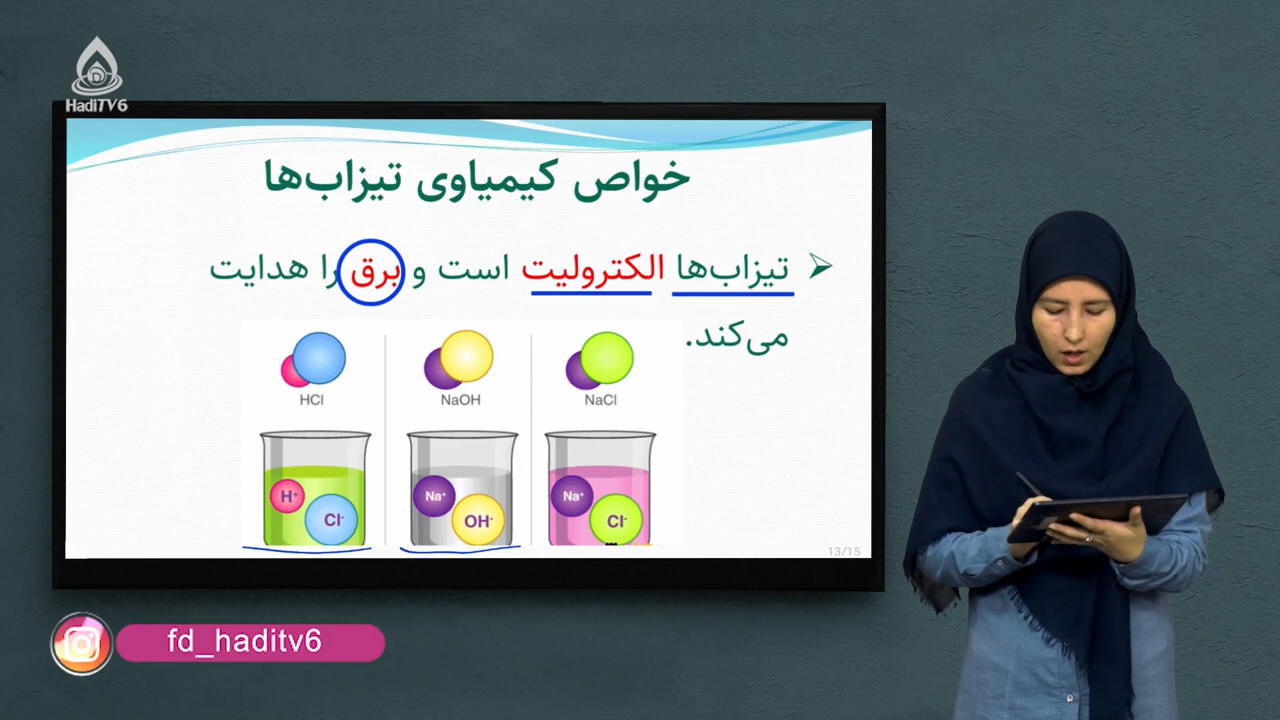 HadiTV6
خواص کیمیاوی تیزاب‌ها
تیزاب‌ها الکترولیت است و برق را هدایت
می‌کند.
HCl
NaOH
NaCl
H+
Cl-
Na+
OH-
Na+
Cl-
13/15
fd_haditv6